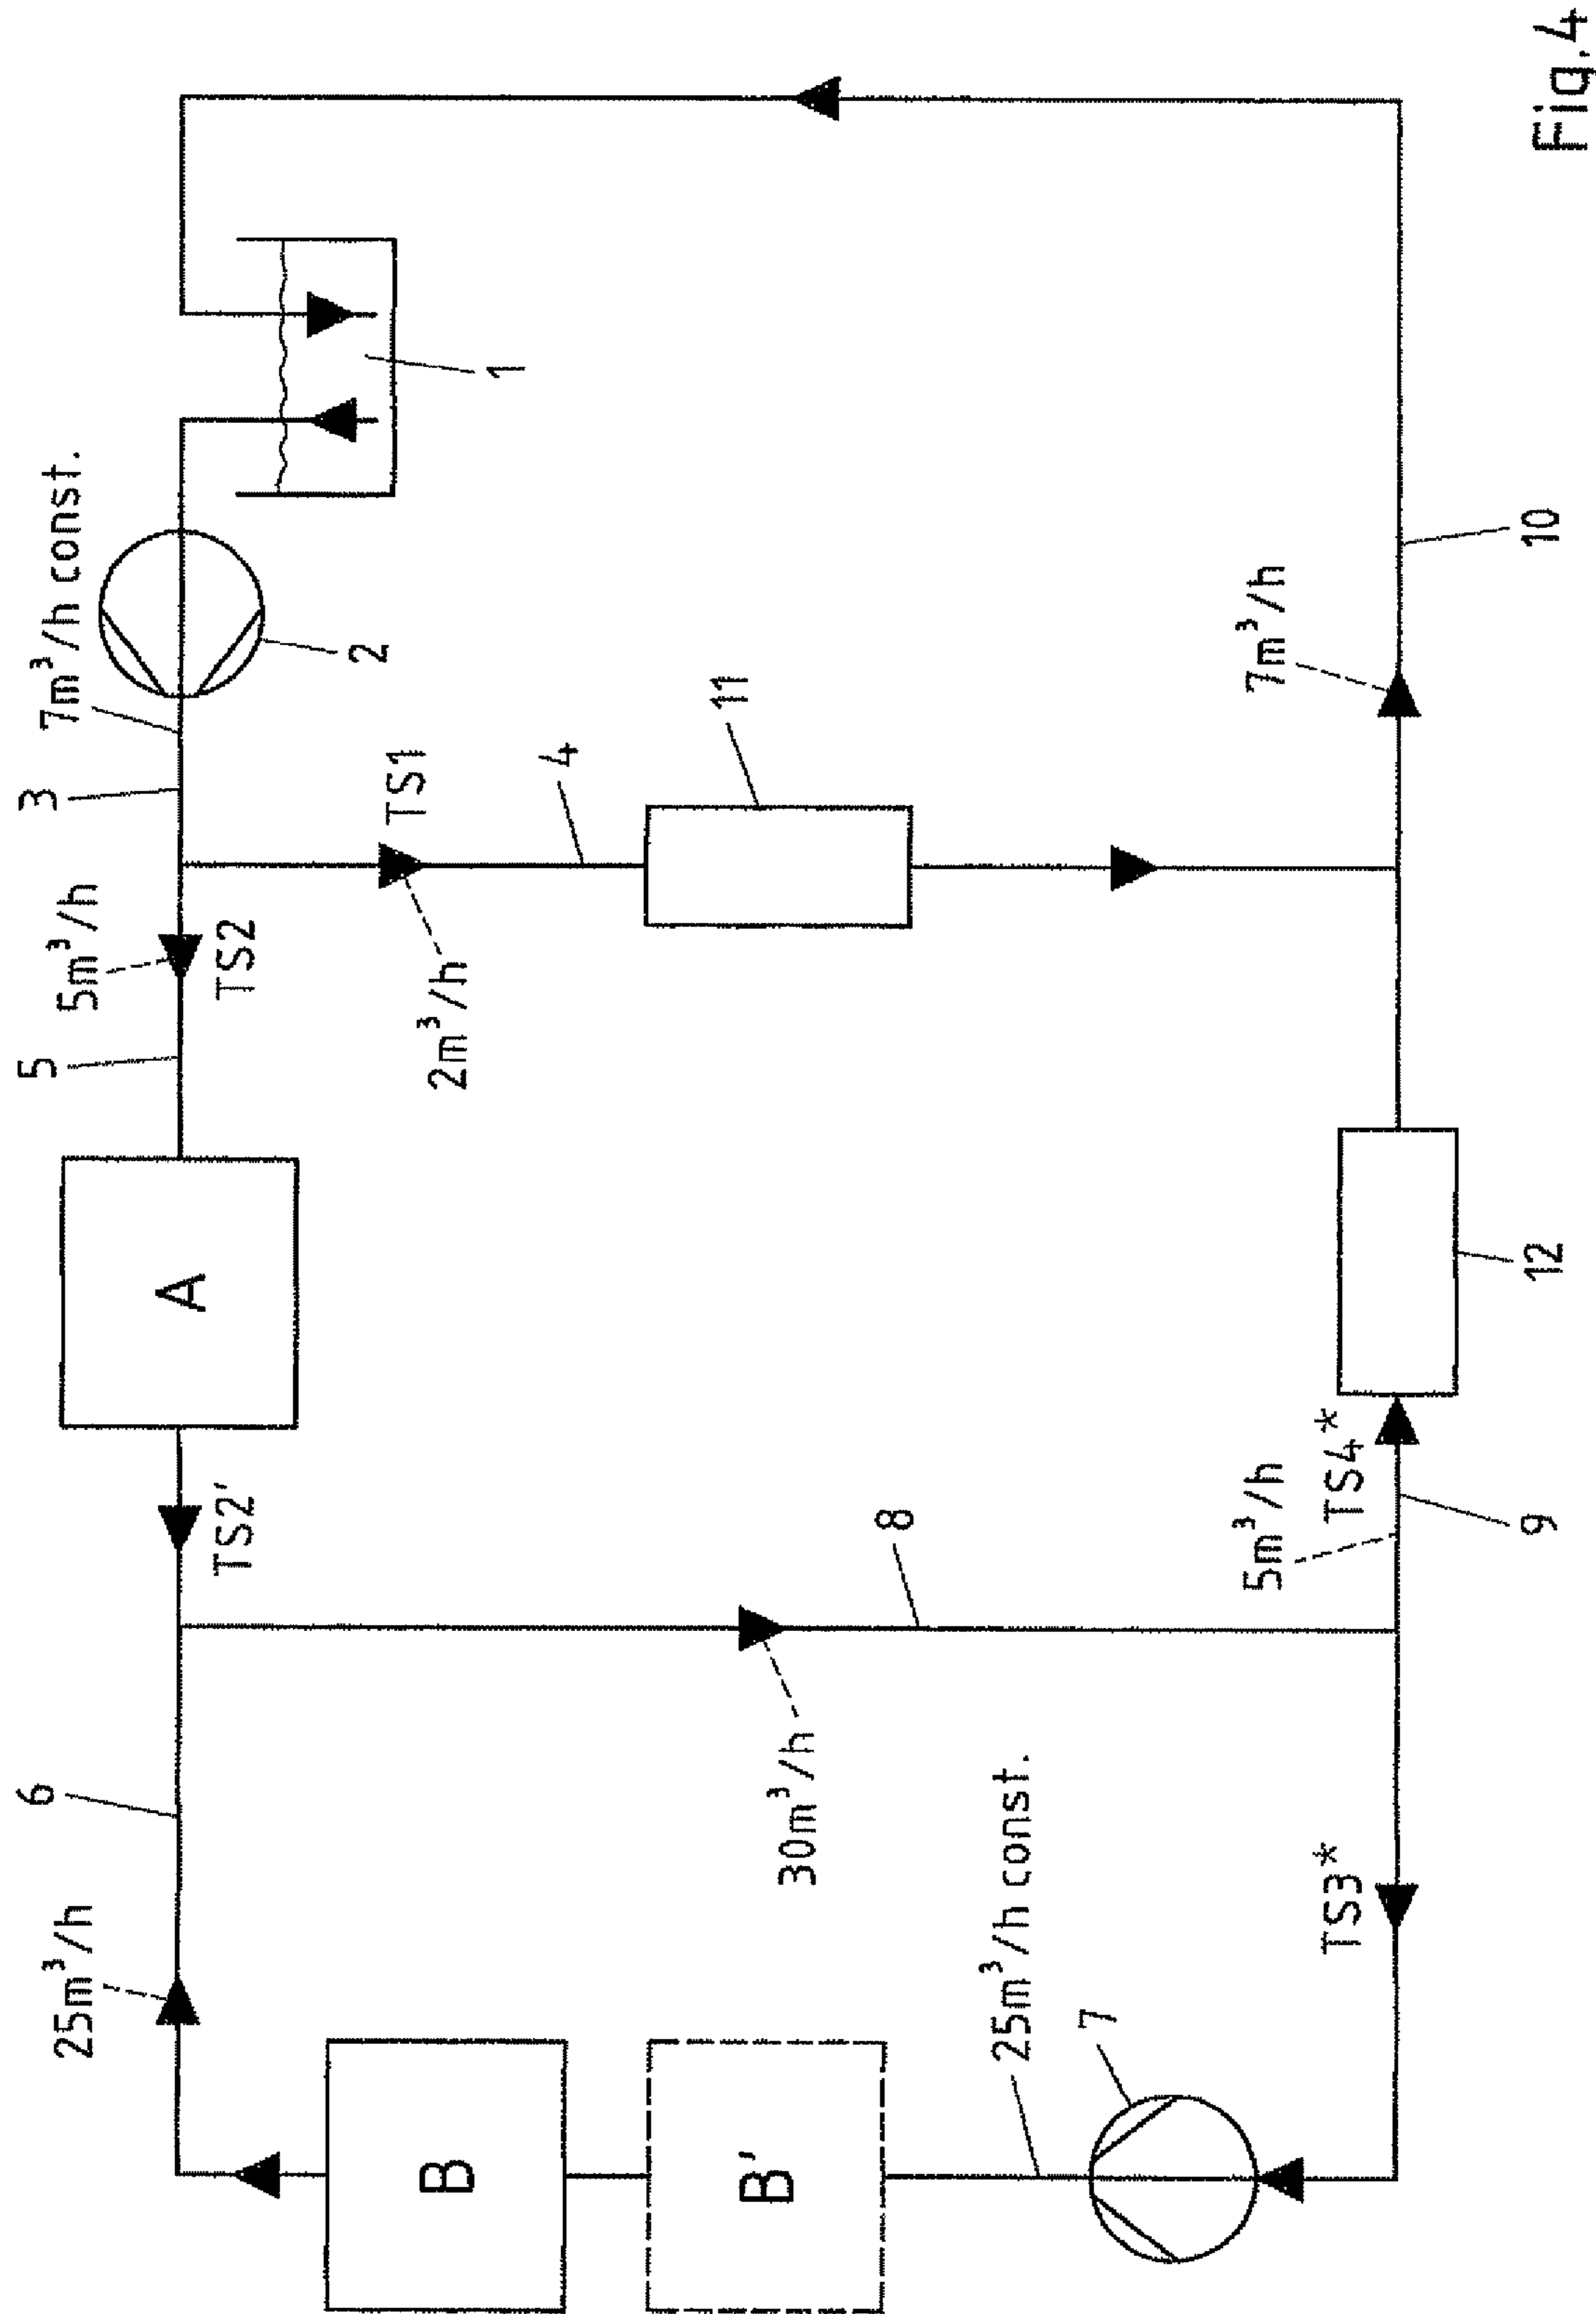 7m³/h const.
3
2
1
5m³/h
TS2
5
TS1
4
11
2m³/h
A
TS2'
6
25m³/h
8
30m³/h
B
B'
25m³/h const.
7
TS3*
5m³/h
TS4*
9
12
7m³/h
10
Fig.4